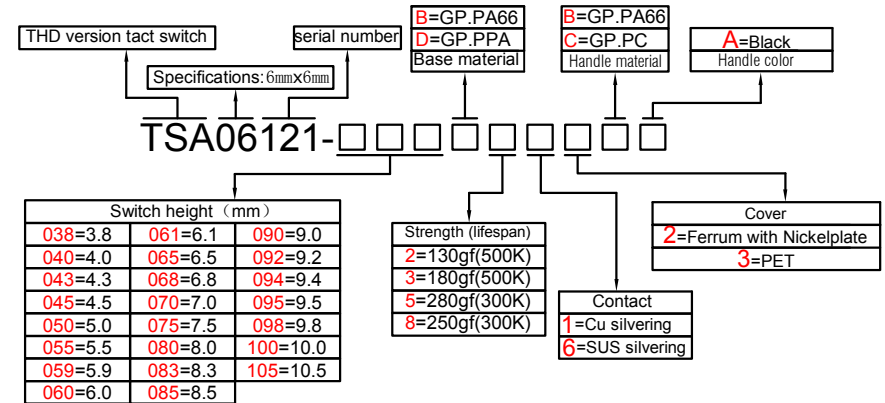 B=GP.PA66
D=GP.PPA
Base material
B=GP.PA66
C=GP.PC
Handle material
A=Black
Handle color
THD version tact switch
serial number
Specifications:6mmX6mm
TSA06121-□□□□□□□□□
Switch height（mm）
038=3.8 061=6.1 090=9.0
040=4.0 065=6.5 092=9.2
043=4.3 068=6.8 094=9.4
045=4.5 070=7.0 095=9.5
050=5.0 075=7.5 098=9.8
055=5.5 080=8.0 100=10.0
059=5.9 083=8.3 105=10.5
060=6.0 085=8.5
Strength (lifespan)
2=130gf(500K)
3=180gf(500K)
5=280gf(300K)
8=250gf(300K)
Contact
1=Cu silvering
6=SUS silvering
Cover
2=Ferrum with Nickelplate
3=PET